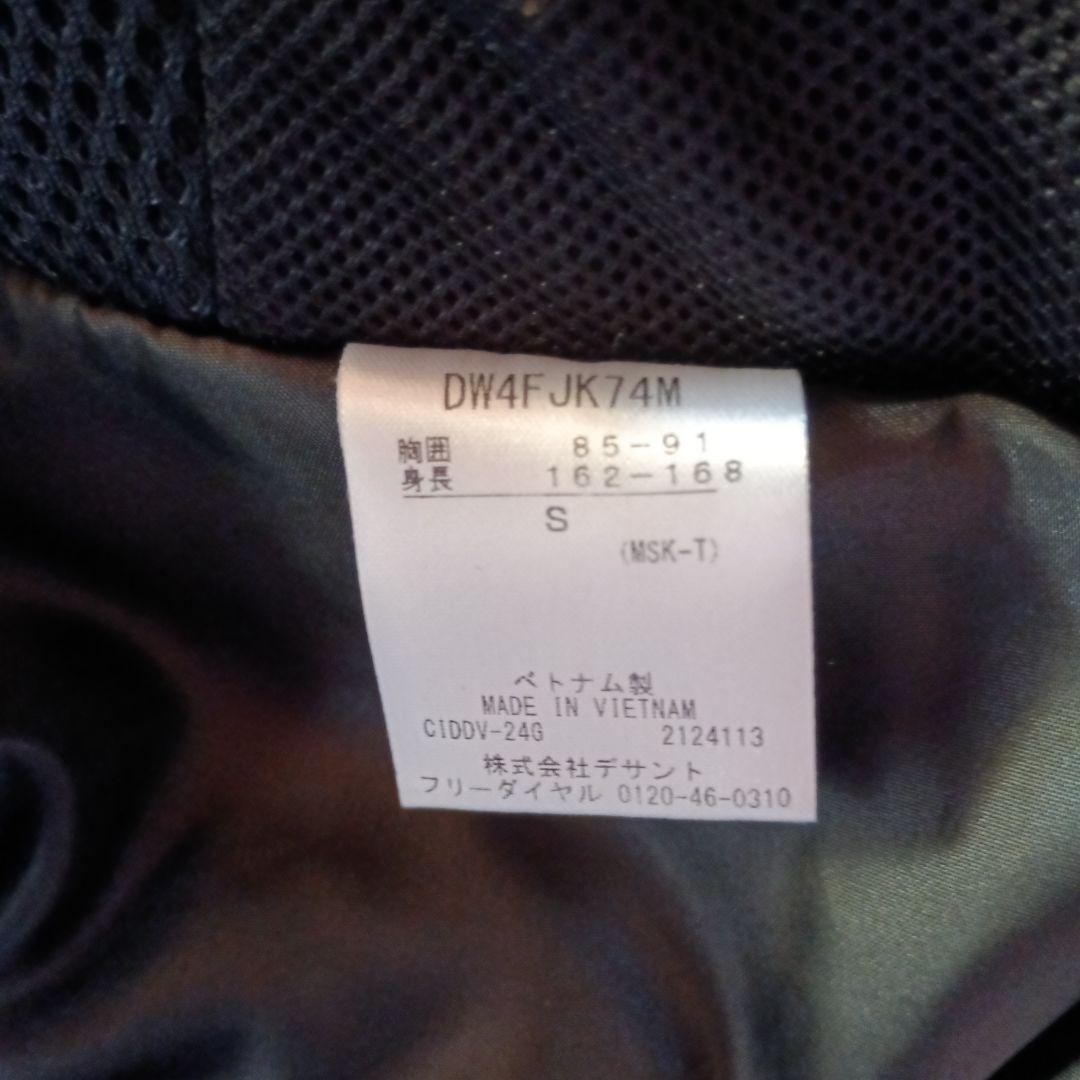 DW4FJK74M
胸囲 85-91
身長 162-168
S
(MSK-T)
ベトナム製
MADE IN VIETNAM
CIDDV-24G 2124113
株式会社デサント
フリーダイヤル 0120-46-0310